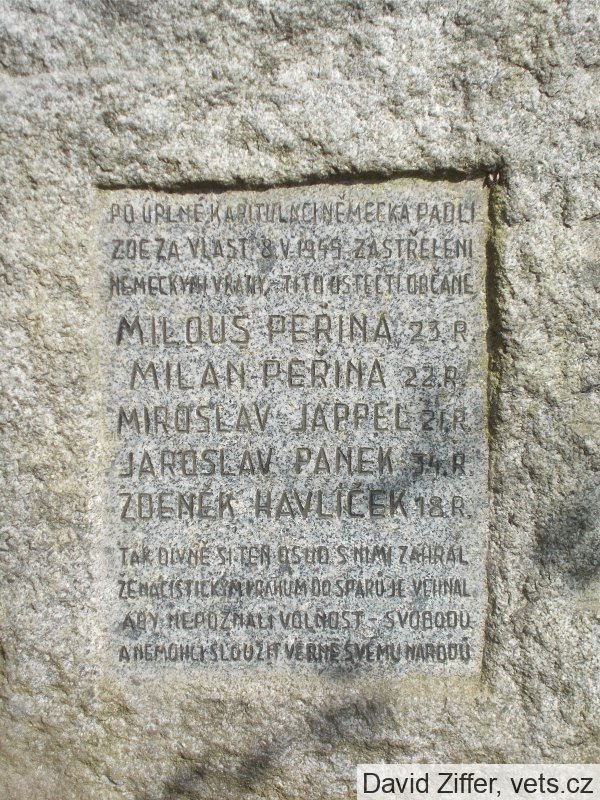 PO ÚPLNÉ KAPITULACI NĚMECKA PADLI
ZDE ZA VLAST 8.V.1945, ZASTŘELENI
NĚMECKÝMI VRAHY,-TITO ÚSTEČTÍ OBČANÉ
MILOUŠ PEŘINA 23 R.
MILAN PEŘINA 22 R.
MIROSLAV JAPPEL 21 R.
JAROSLAV PÁNEK 34 R
ZDENĚK HAVLÍČEK 18 R.
TAK DIVNĚ SI TEN OSUD S NIMI ZAHRÁL
ŽE NACISTICKÝM VRAHŮM DO SPÁRŮ JE VEHNAL
ABY NEPOZNALI VOLNOST - SVOBODU
A NEMOHLI SLOUŽIT VĚRNĚ SVÉMU NÁRODU
David Ziffer, vets.cz